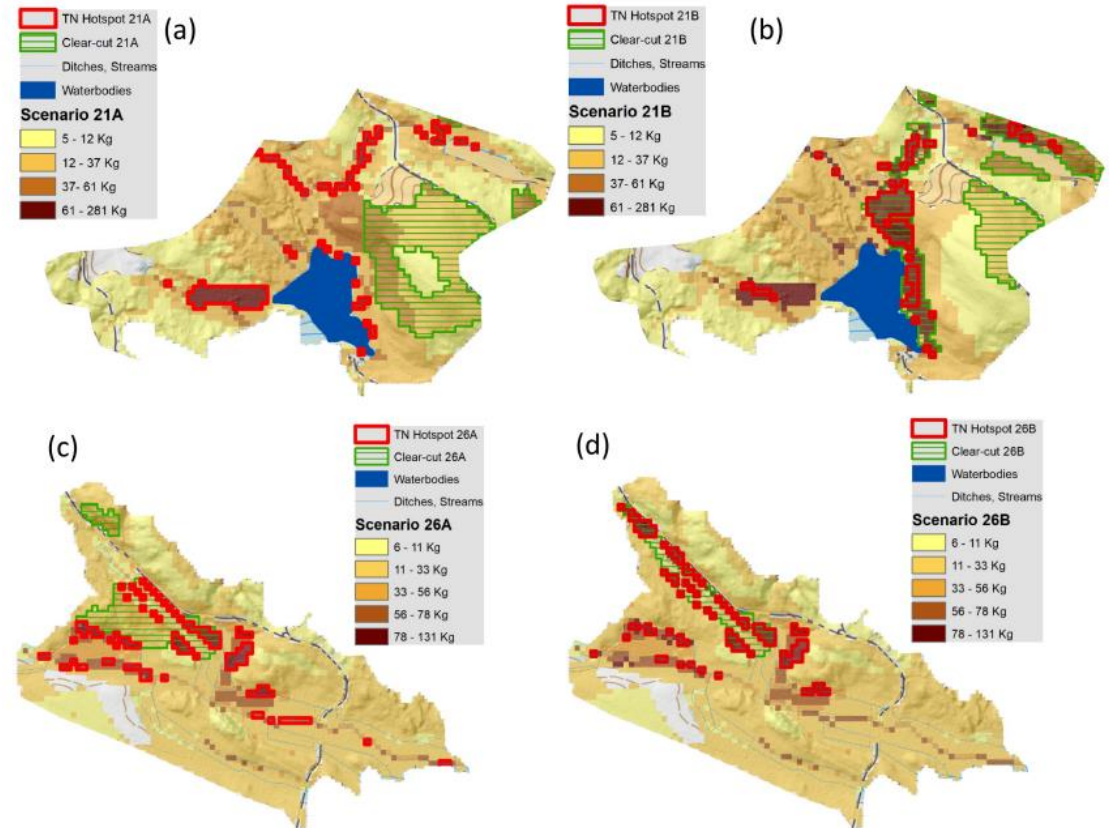 TN Hotspot 21A
Clear-cut 21A
Ditches, Streams
Waterbodies
Scenario 21A
5 - 12 Kg
12 - 37 Kg
37 - 61 Kg
61 - 281 Kg
(a)
TN Hotspot 21B
Clear-cut 21B
Ditches, Streams
Waterbodies
Scenario 21B
5 - 12 Kg
12 - 37 Kg
37- 61 Kg
61 - 281 Kg
(b)
(c)
TN Hotspot 26A
Clear-cut 26A
Waterbodies
Ditches, Streams
Scenario 26A
6 - 11 Kg
11 - 33 Kg
33 - 56 Kg
56 - 78 Kg
78 - 131 Kg
(d)
TN Hotspot 26B
Clear-cut 26B
Waterbodies
Ditches, Streams
Scenario 26B
6 - 11 Kg
11 - 33 Kg
33 - 56 Kg
56 - 78 Kg
78 - 131 Kg